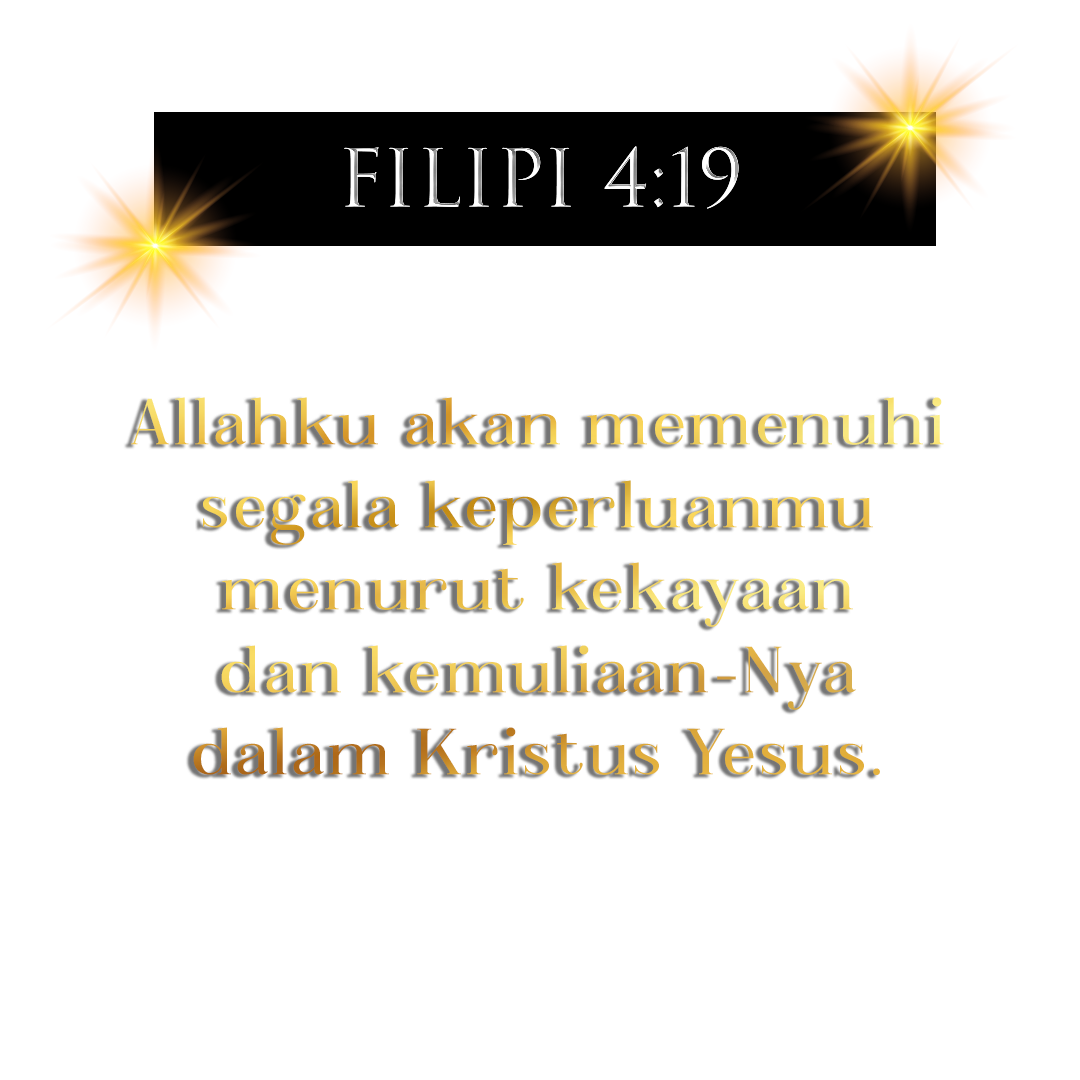 FILIPI 4:19
Allahku akan memenuhi
segala keperluanmu
menurut kekayaan
dan kemuliaan-Nya
dalam Kristus Yesus.